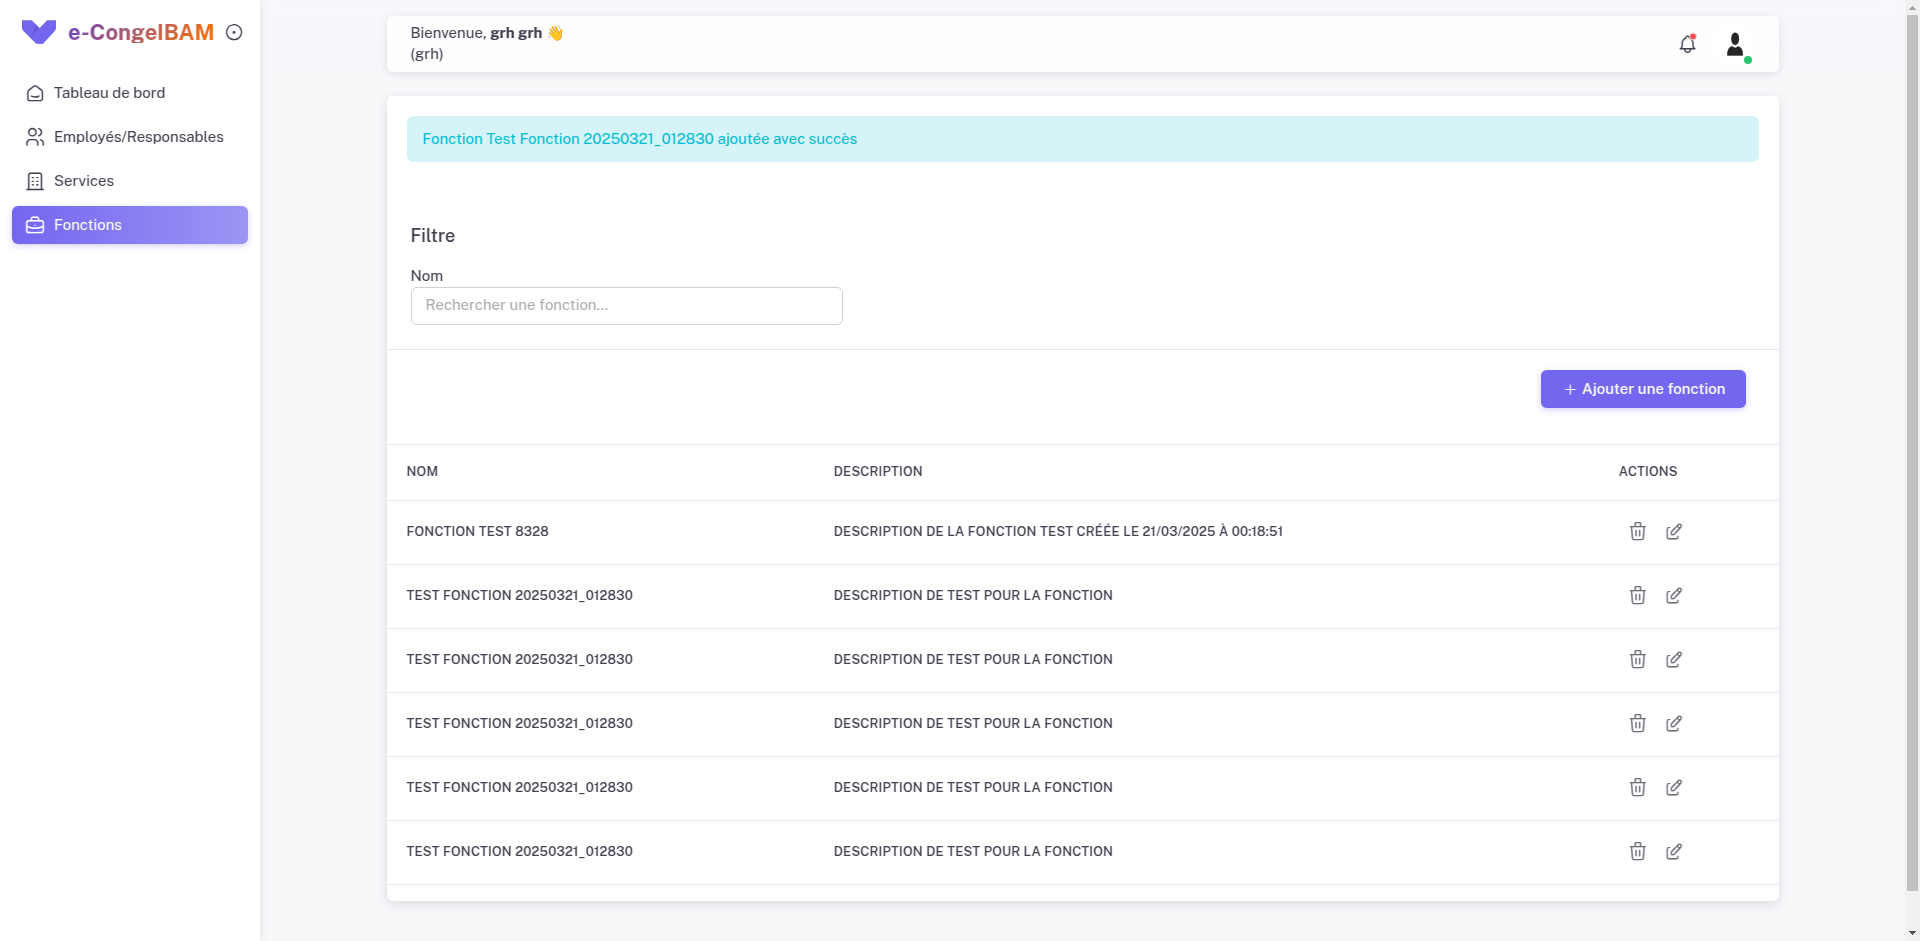 e-CongelBAM
Tableau de bord
Employés/Responsables
Services
Fonctions
Bienvenue, grh grh 👋
(grh)
Fonction Test Fonction 20250321_012830 ajoutée avec succès
Filtre
Nom
Rechercher une fonction...
+ Ajouter une fonction
NOM DESCRIPTION ACTIONS
FONCTION TEST 8328 DESCRIPTION DE LA FONCTION TEST CRÉÉE LE 21/03/2025 À 00:18:51
TEST FONCTION 20250321_012830 DESCRIPTION DE TEST POUR LA FONCTION
TEST FONCTION 20250321_012830 DESCRIPTION DE TEST POUR LA FONCTION
TEST FONCTION 20250321_012830 DESCRIPTION DE TEST POUR LA FONCTION
TEST FONCTION 20250321_012830 DESCRIPTION DE TEST POUR LA FONCTION
TEST FONCTION 20250321_012830 DESCRIPTION DE TEST POUR LA FONCTION